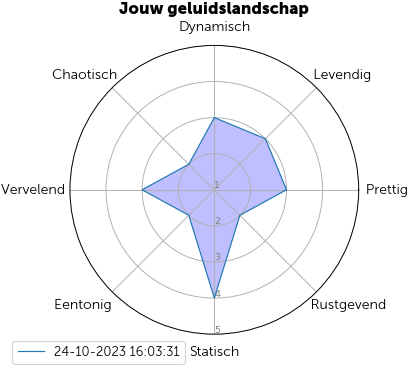 Jouw geluidslandschap
Dynamisch
Chaotisch
Levendig
Vervelend
1
Prettig
2
3
4
Eentonig
Rustgevend
5
24-10-2023 16:03:31
Statisch